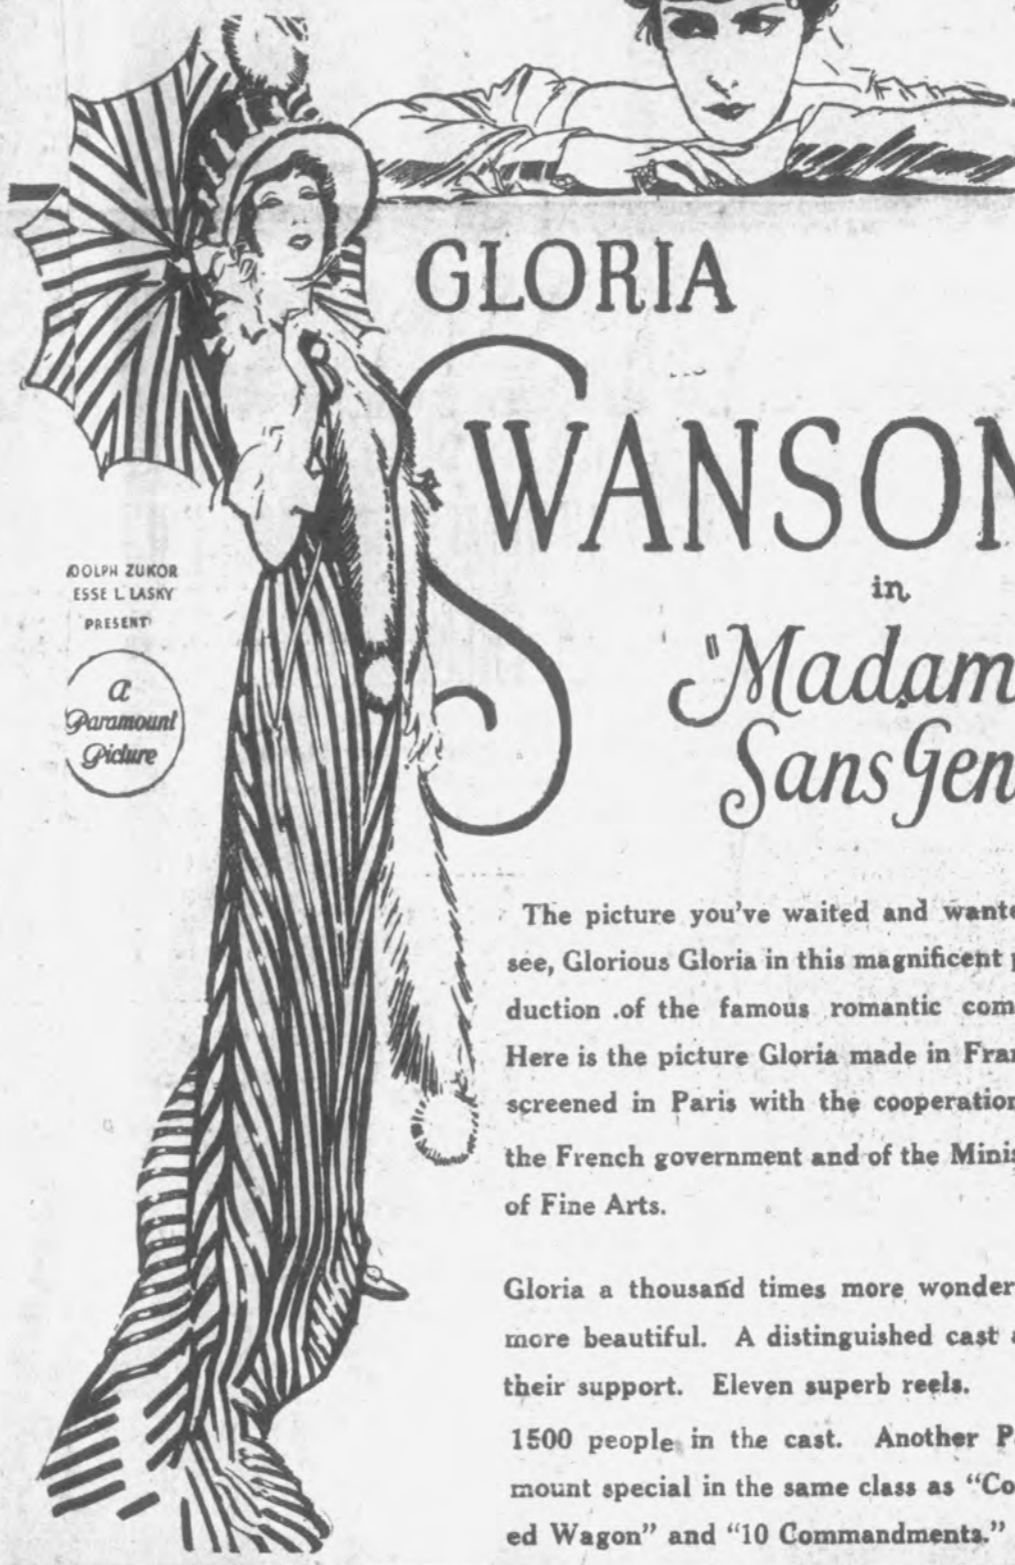 GLORIA
SWANSON
in
"Madam
Sans Gen
DOLPH ZUKOR
ESSE L. LASKY
PRESENT
a
Paramount
Picture
The picture you've waited and wante
see, Glorious Gloria in this magnificent p
duction of the famous romantic com
Here is the picture Gloria made in Fran
screened in Paris with the cooperation
the French government and of the Minis
of Fine Arts.
Gloria a thousand times more wonder
more beautiful. A distinguished cast a
their support. Eleven superb reels.
1500 people in the cast. Another Pa
mount special in the same class as "Co
ed Wagon" and "10 Commandments."